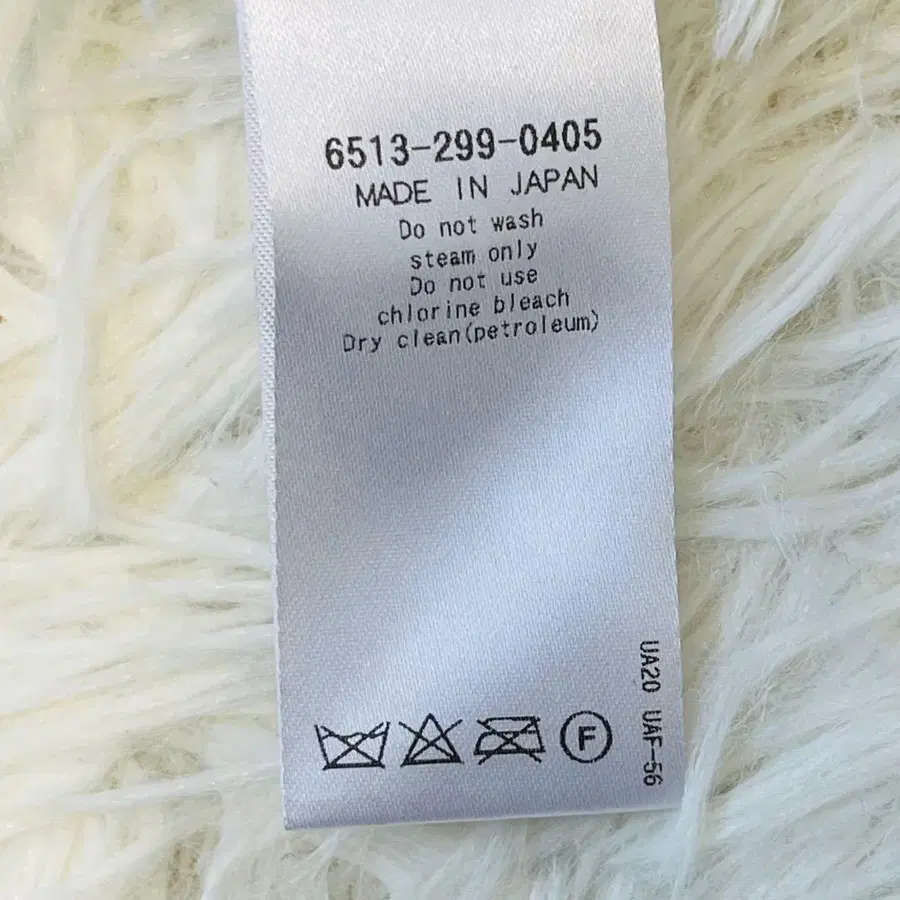 6513-299-0405
MADE IN JAPAN
Do not wash
steam only
Do not use
chlorine bleach
Dry clean(petroleum)
UA20 UAF-56
F